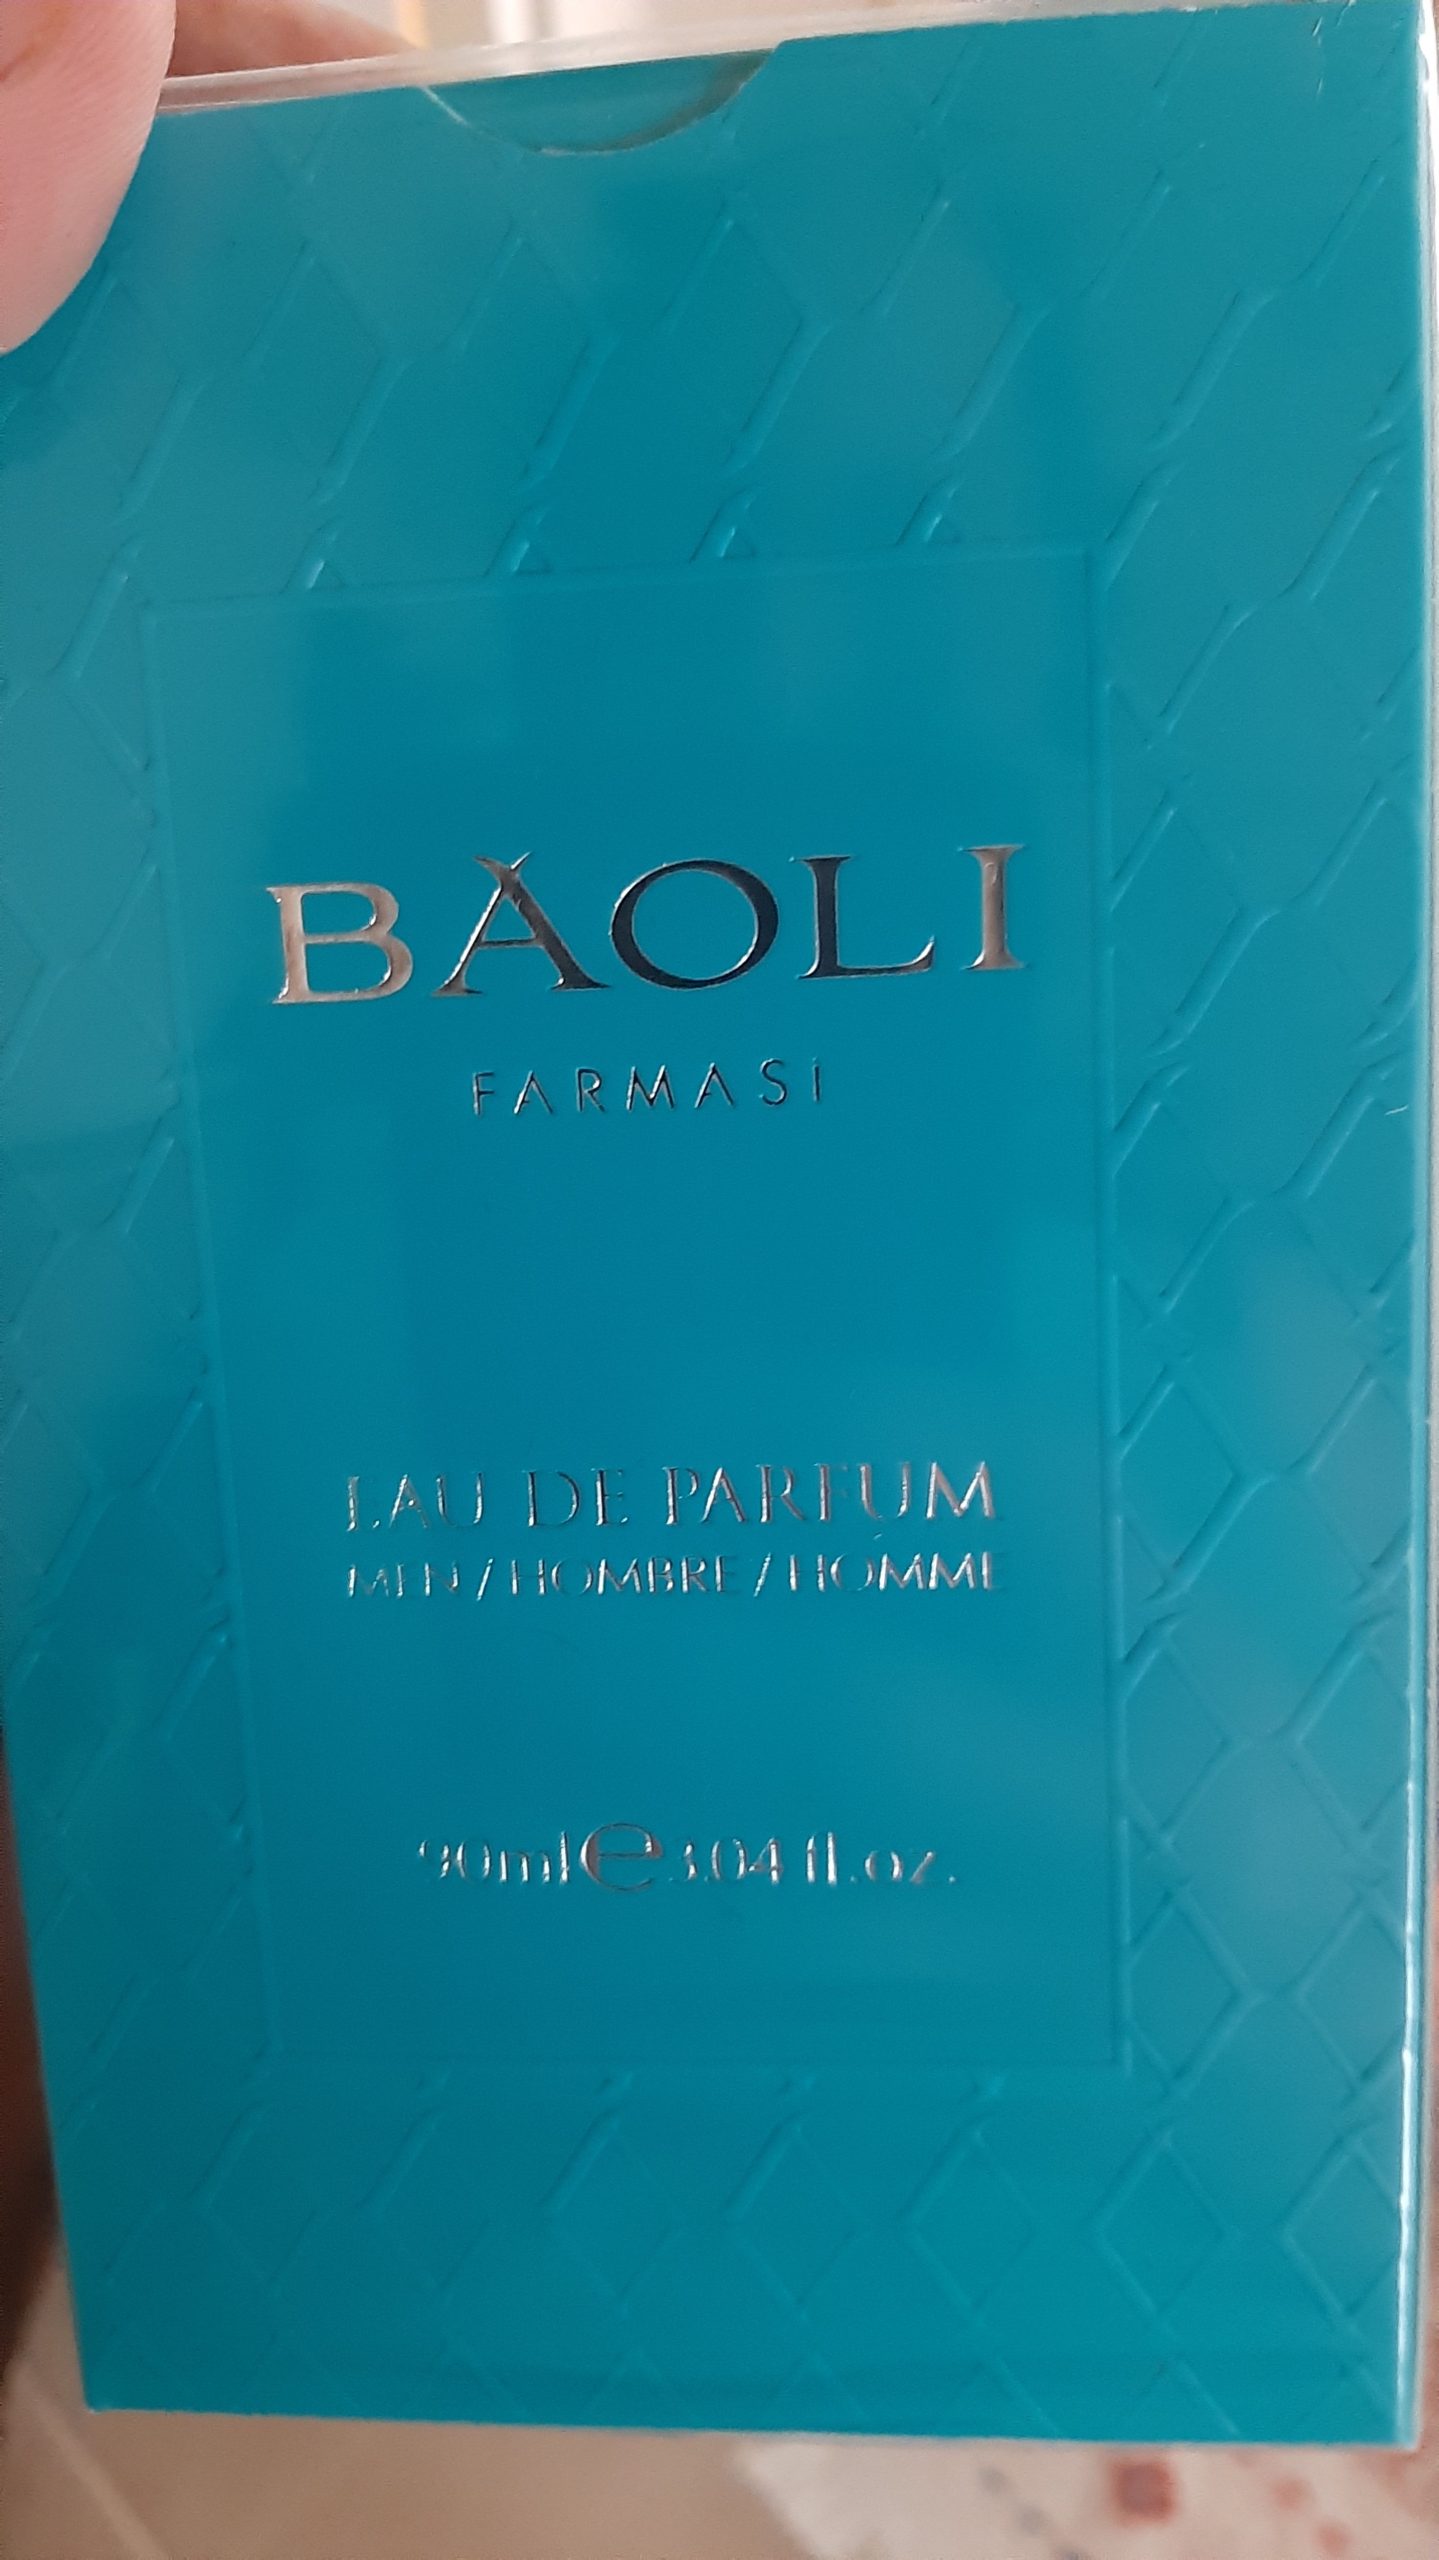 BAOLI
FARMASi
EAU DE PARFUM
MEN / HOMBRE / HOMME
90ml e 3.04 fl.oz.